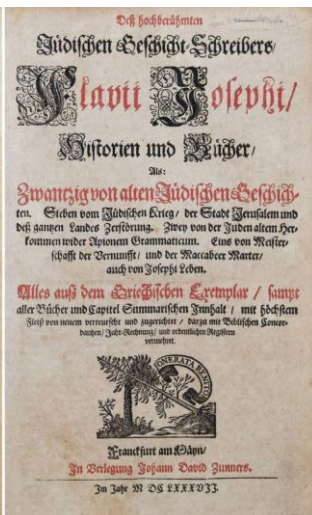 Deß hochberühmten
Jüdischen Geschicht-Schreibers/
Flavii Josephi/
Historien und Bücher/
Als:
Zwantzig von alten Jüdischen Geschich-
ten. Sieben vom Jüdischen Krieg/ der Stadt Jerusalem und
deß gantzen Landes Zerstörung. Zwey von der Juden altem Her-
kommen wider Apionem Grammaticum. Eins von Meister-
schafft der Vernunfft/ und der Maccabeer Marter/
auch von Josephi Leben.
Alles auß dem Griechischen Exemplar/ sampt
aller Bücher und Capitel Summarischen Innhalt/ mit höchstem
Fleiß von neuem verteutscht und zugerichtet/ darzu mit Biblischen Concor-
dantzen/ Jahr-Rechnung/ und ordentlichen Registern
vermehret.
ONERATA RENITOR
Franckfurt am Mäyn/
In Verlegung Johann David Zunners.
Im Jahr M DC LXXXVII.